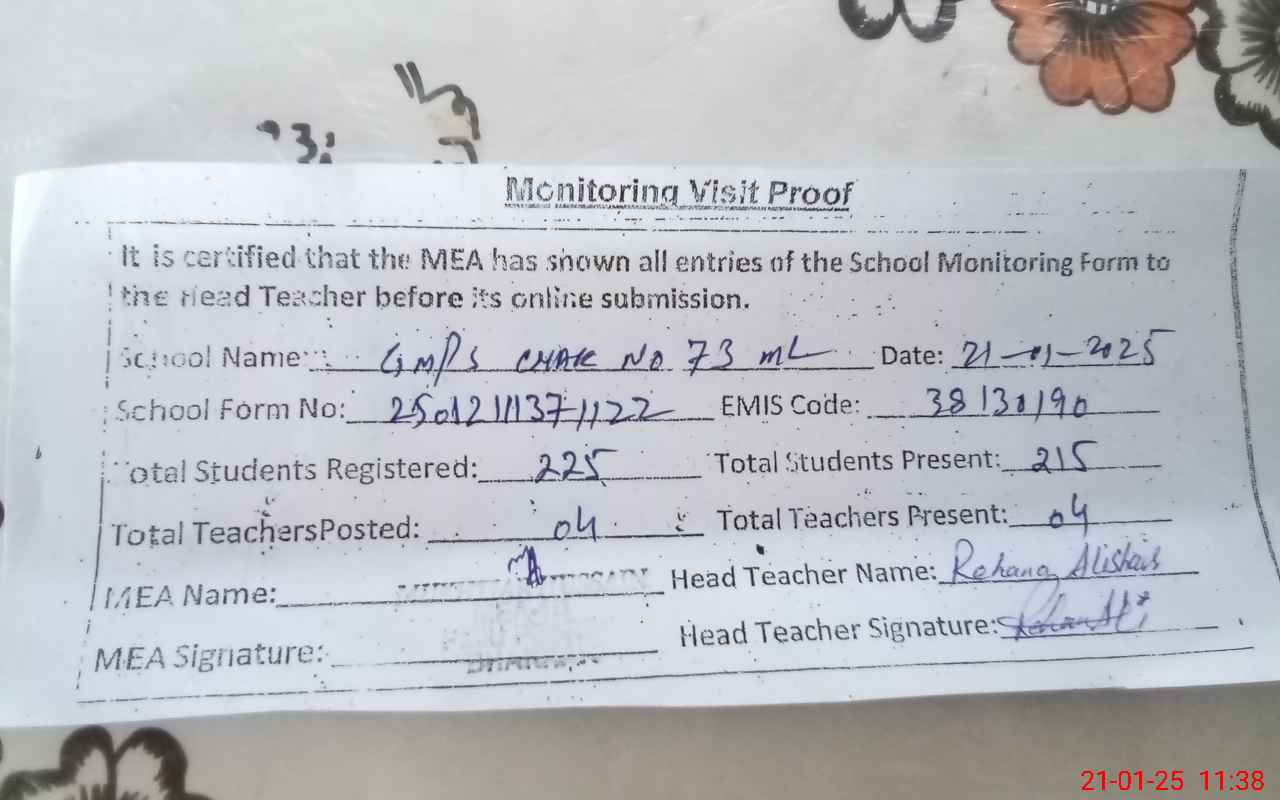 Monitoring Visit Proof
It is certified that the MEA has shown all entries of the School Monitoring Form to
the Head Teacher before its online submission.
School Name: GMPS CHAK NO 73 ML Date: 21-01-2025
School Form No: EMIS Code: 38130190
Total Students Registered: 225 Total Students Present: 215
Total TeachersPosted: 04 Total Teachers Present: 04
MEA Name: Head Teacher Name: Rehana
MEA Signature: Head Teacher Signature:
21-01-25 11:38